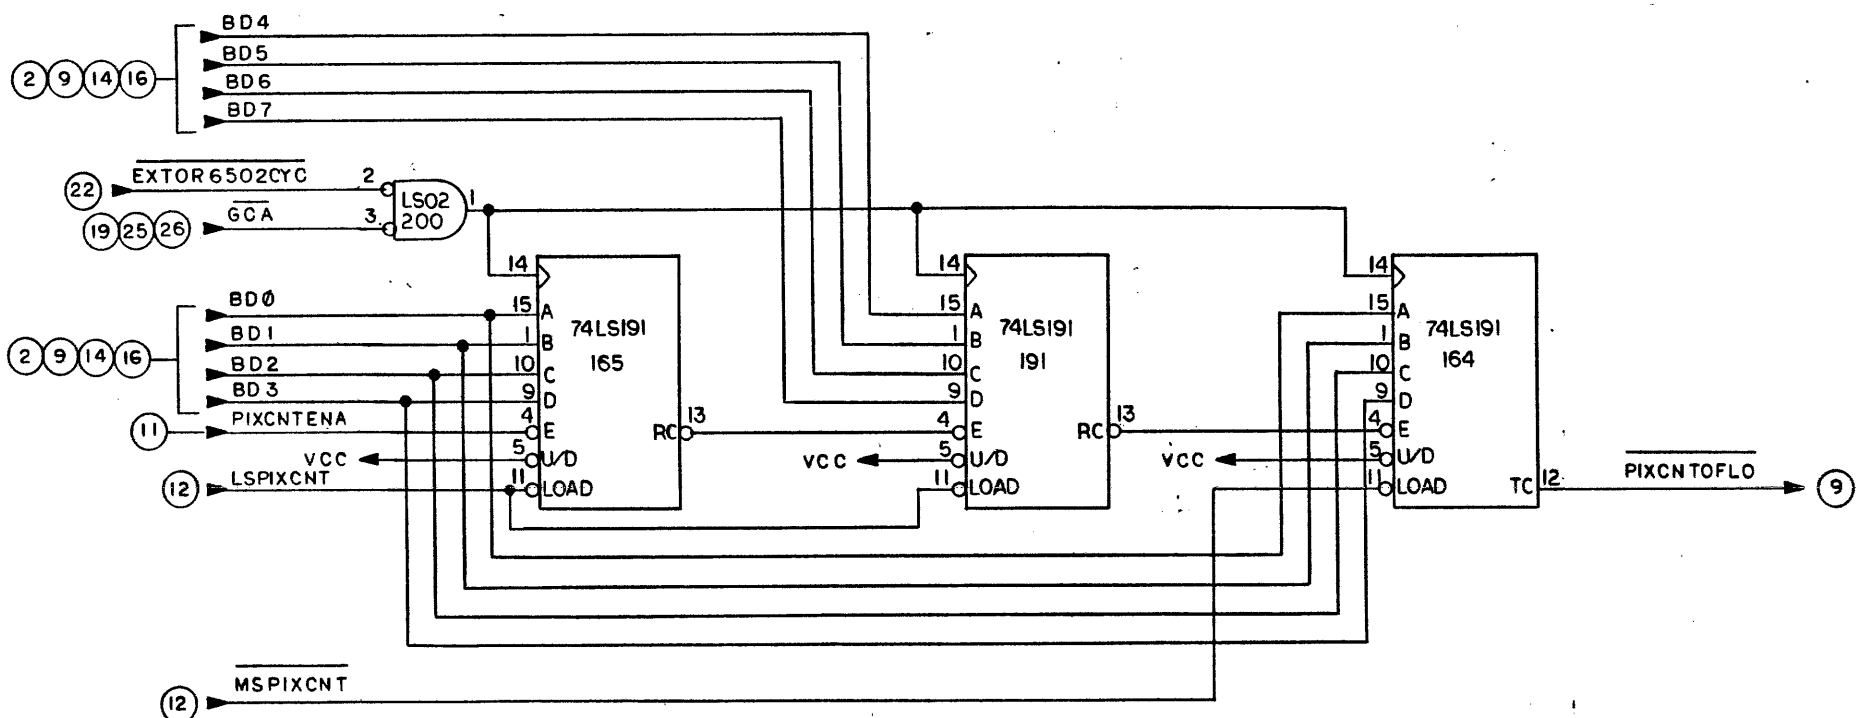 BD4
BD5
BD6
BD7
2 9 14 16
EXTOR6502CYC
22
2
GCA
19 25 26
3
LS02
200
1
BDØ
BD1
BD2
BD3
2 9 14 16
PIXCNTENA
11
VCC
LSPIXCNT
12
14
15 A
1 B
10 C
9 D
4 E
5 U/D
11 LOAD
74LS191
165
RC 13
VCC
14
15 A
1 B
10 C
9 D
4 E
5 U/D
11 LOAD
74LS191
191
RC 13
VCC
14
15 A
1 B
10 C
9 D
4 E
5 U/D
11 LOAD
74LS191
164
TC 12
PIXCNTOFLO
9
MSPIXCNT
12